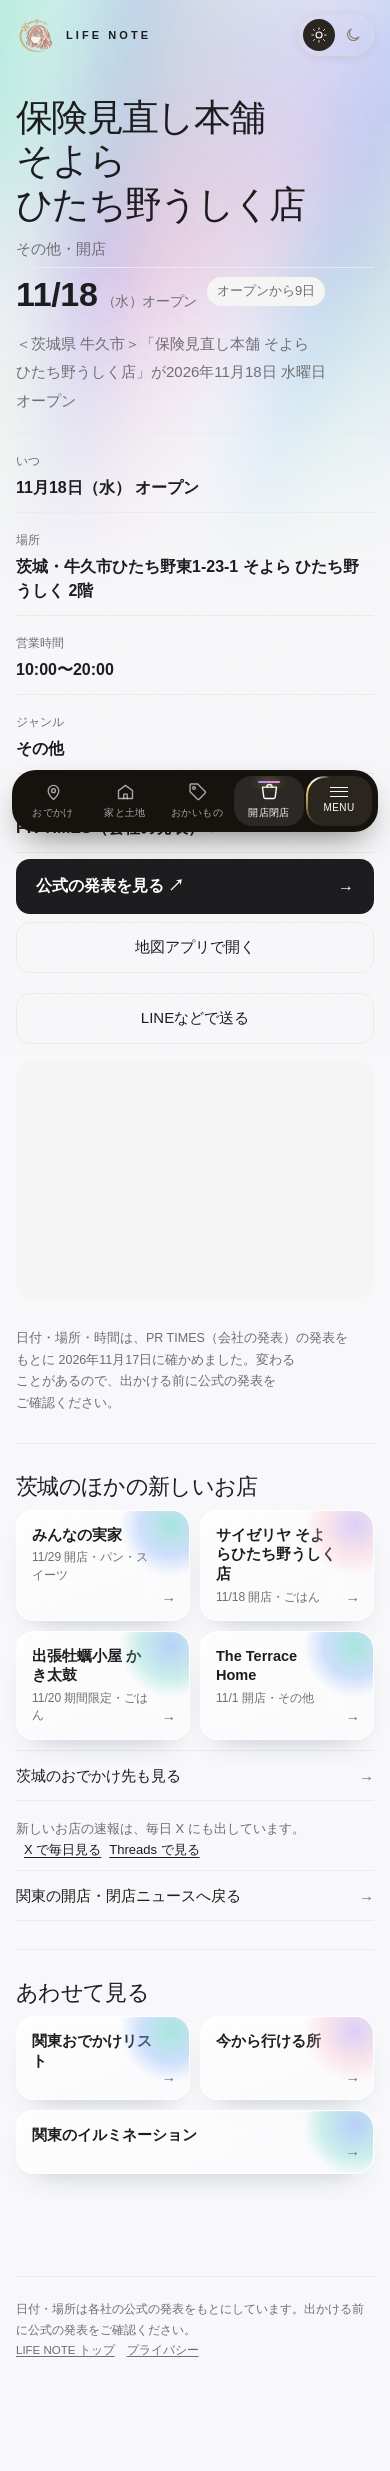 LIFE NOTE
保険見直し本舗
そよら
ひたち野うしく店
その他・開店
11/18 （水）オープン オープンから9日
＜茨城県 牛久市＞「保険見直し本舗 そよら
ひたち野うしく店」が2026年11月18日 水曜日
オープン
いつ
11月18日（水） オープン
場所
茨城・牛久市ひたち野東1-23-1 そよら ひたち野
うしく 2階
営業時間
10:00〜20:00
ジャンル
その他
おでかけ 家と土地 おかいもの 開店閉店 MENU
公式の発表を見る ↗ →
地図アプリで開く
LINEなどで送る
日付・場所・時間は、PR TIMES（会社の発表）の発表を
もとに 2026年11月17日に確かめました。変わる
ことがあるので、出かける前に公式の発表を
ご確認ください。
茨城のほかの新しいお店
みんなの実家
11/29 開店・パン・ス
イーツ
→
サイゼリヤ そよ
らひたち野うしく
店
11/18 開店・ごはん
→
出張牡蠣小屋 か
き太鼓
11/20 期間限定・ごは
ん
→
The Terrace
Home
11/1 開店・その他
→
茨城のおでかけ先も見る →
新しいお店の速報は、毎日 X にも出しています。
X で毎日見る Threads で見る
関東の開店・閉店ニュースへ戻る →
あわせて見る
関東おでかけリス
ト
→
今から行ける所
→
関東のイルミネーション
→
日付・場所は各社の公式の発表をもとにしています。出かける前
に公式の発表をご確認ください。
LIFE NOTE トップ プライバシー